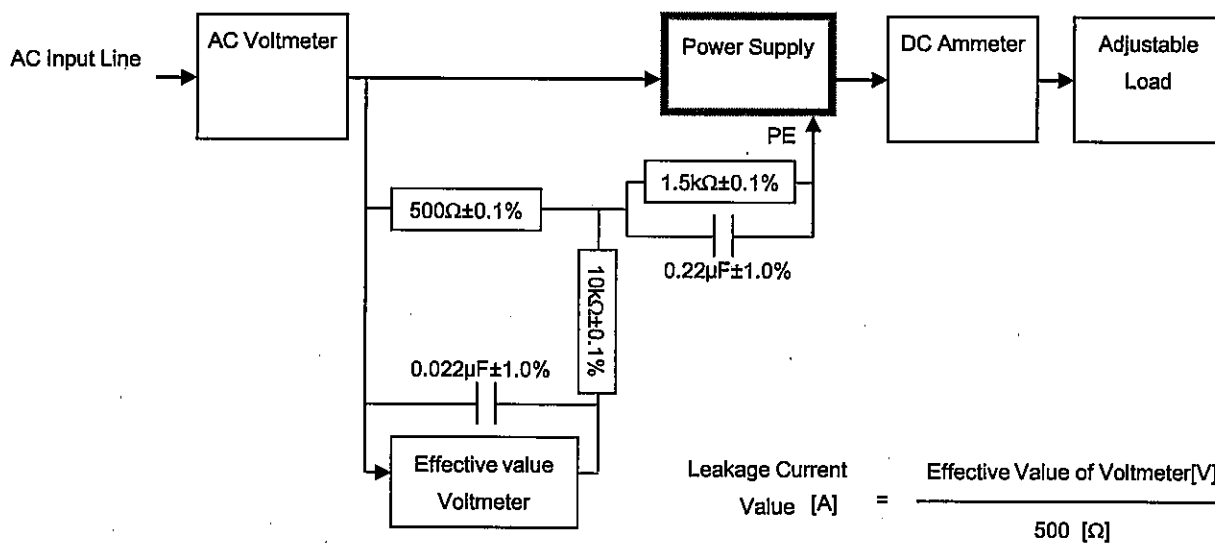 AC Input Line
AC Voltmeter
Power Supply
DC Ammeter
Adjustable
Load
PE
500Ω±0.1%
1.5kΩ±0.1%
0.22µF±1.0%
10kΩ±0.1%
0.022µF±1.0%
Effective value
Voltmeter
Leakage Current
Value [A]
=
Effective Value of Voltmeter[V]
500 [Ω]